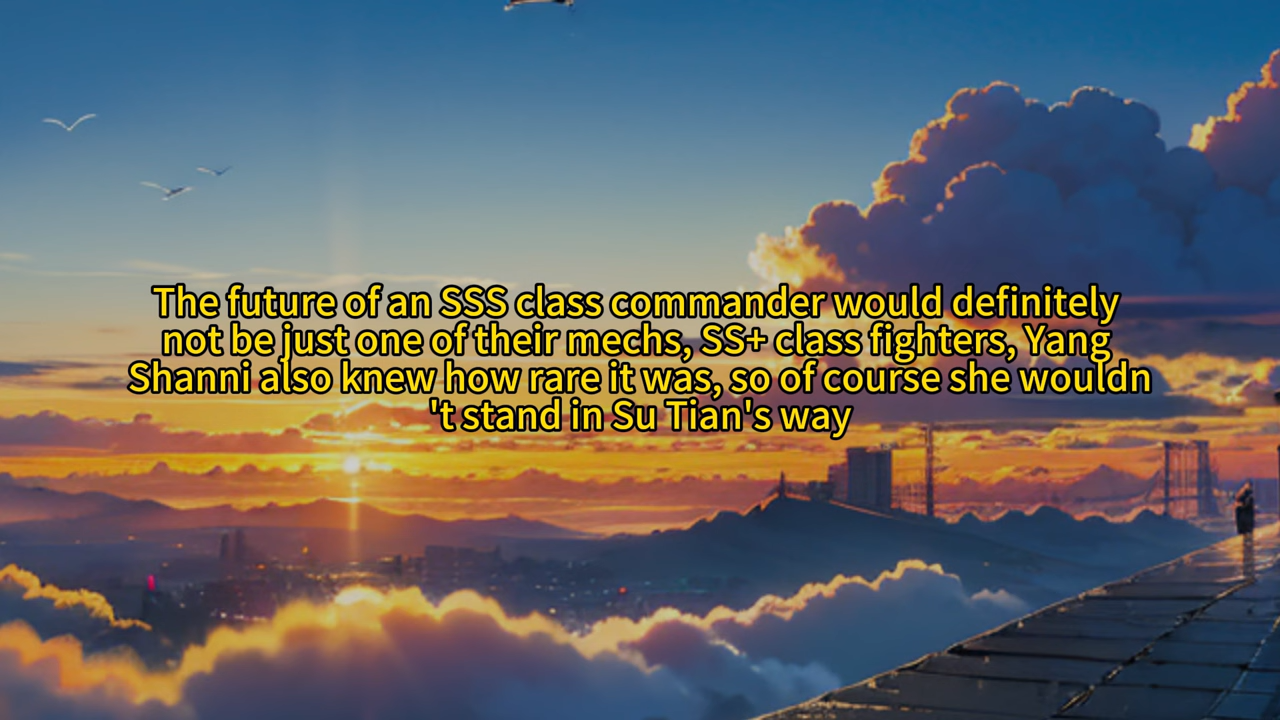 The future of an SSS class commander would definitely
not be just one of their mechs, SS+ class fighters, Yang
Shanni also knew how rare it was, so of course she wouldn
't stand in Su Tian's way